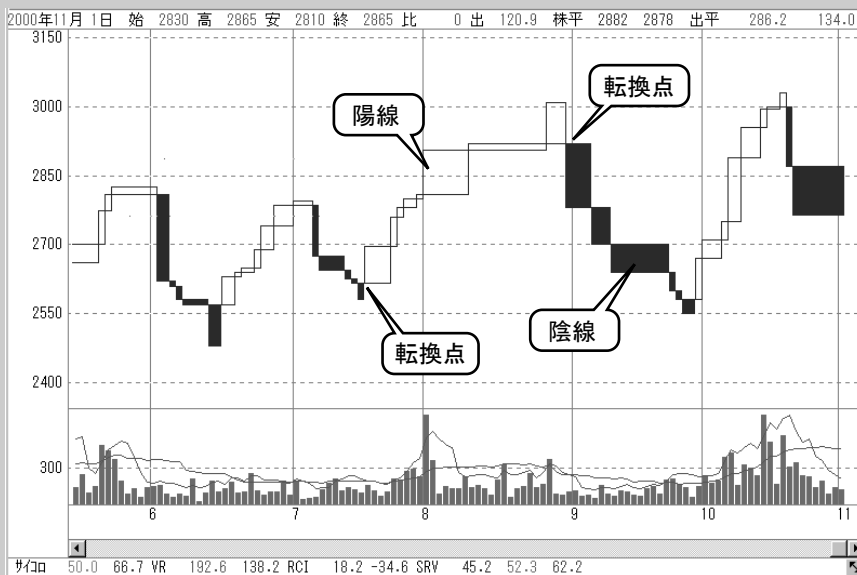 2000年11月 1日 始 2830 高 2865 安 2810 終 2865 比 0 出 120.9 株平 2882 2878 出平 286.2 134.0
3150
転換点
3000
陽線
2850
2700
2550
陰線
転換点
2400
300
6 7 8 9 10 11
サイコロ 50.0 66.7 VR 192.6 138.2 RCI 18.2 -34.6 SRV 45.2 52.3 62.2